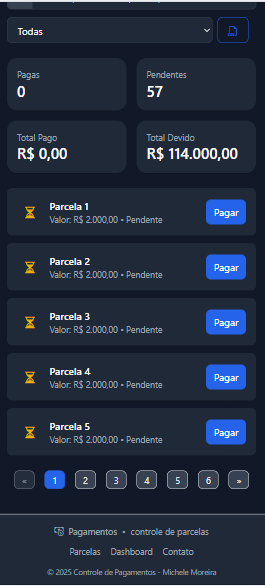 Todas
Pagas
0
Pendentes
57
Total Pago
R$ 0,00
Total Devido
R$ 114.000,00
Parcela 1
Valor: R$ 2.000,00 • Pendente
Pagar
Parcela 2
Valor: R$ 2.000,00 • Pendente
Pagar
Parcela 3
Valor: R$ 2.000,00 • Pendente
Pagar
Parcela 4
Valor: R$ 2.000,00 • Pendente
Pagar
Parcela 5
Valor: R$ 2.000,00 • Pendente
Pagar
« 1 2 3 4 5 6 »
Pagamentos • controle de parcelas
Parcelas Dashboard Contato
© 2025 Controle de Pagamentos - Michele Moreira